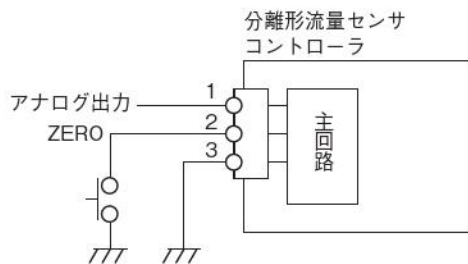 分離形流量センサ
コントローラ
アナログ出力
1
ZERO
2
3
主回路